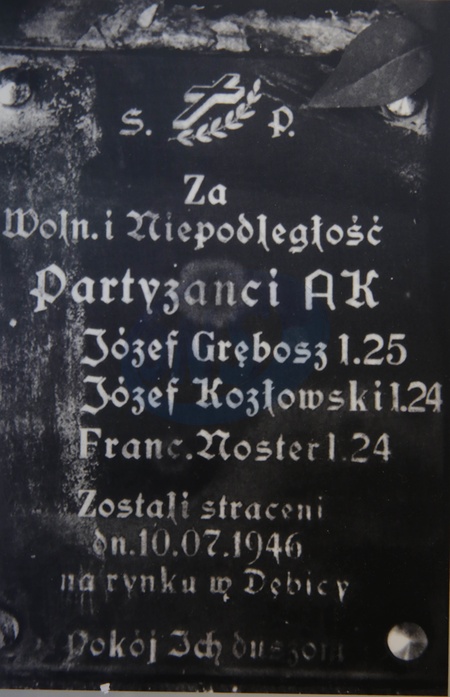 S. P.
Za
Woln. i Niepodległość
Partyzanci AK
Józef Grębosz l.25
Józef Kozłowski l.24
Franc. Noster l.24
Zostali straceni
dn.10.07.1946
na rynku w Dębicy
Pokój Ich duszom